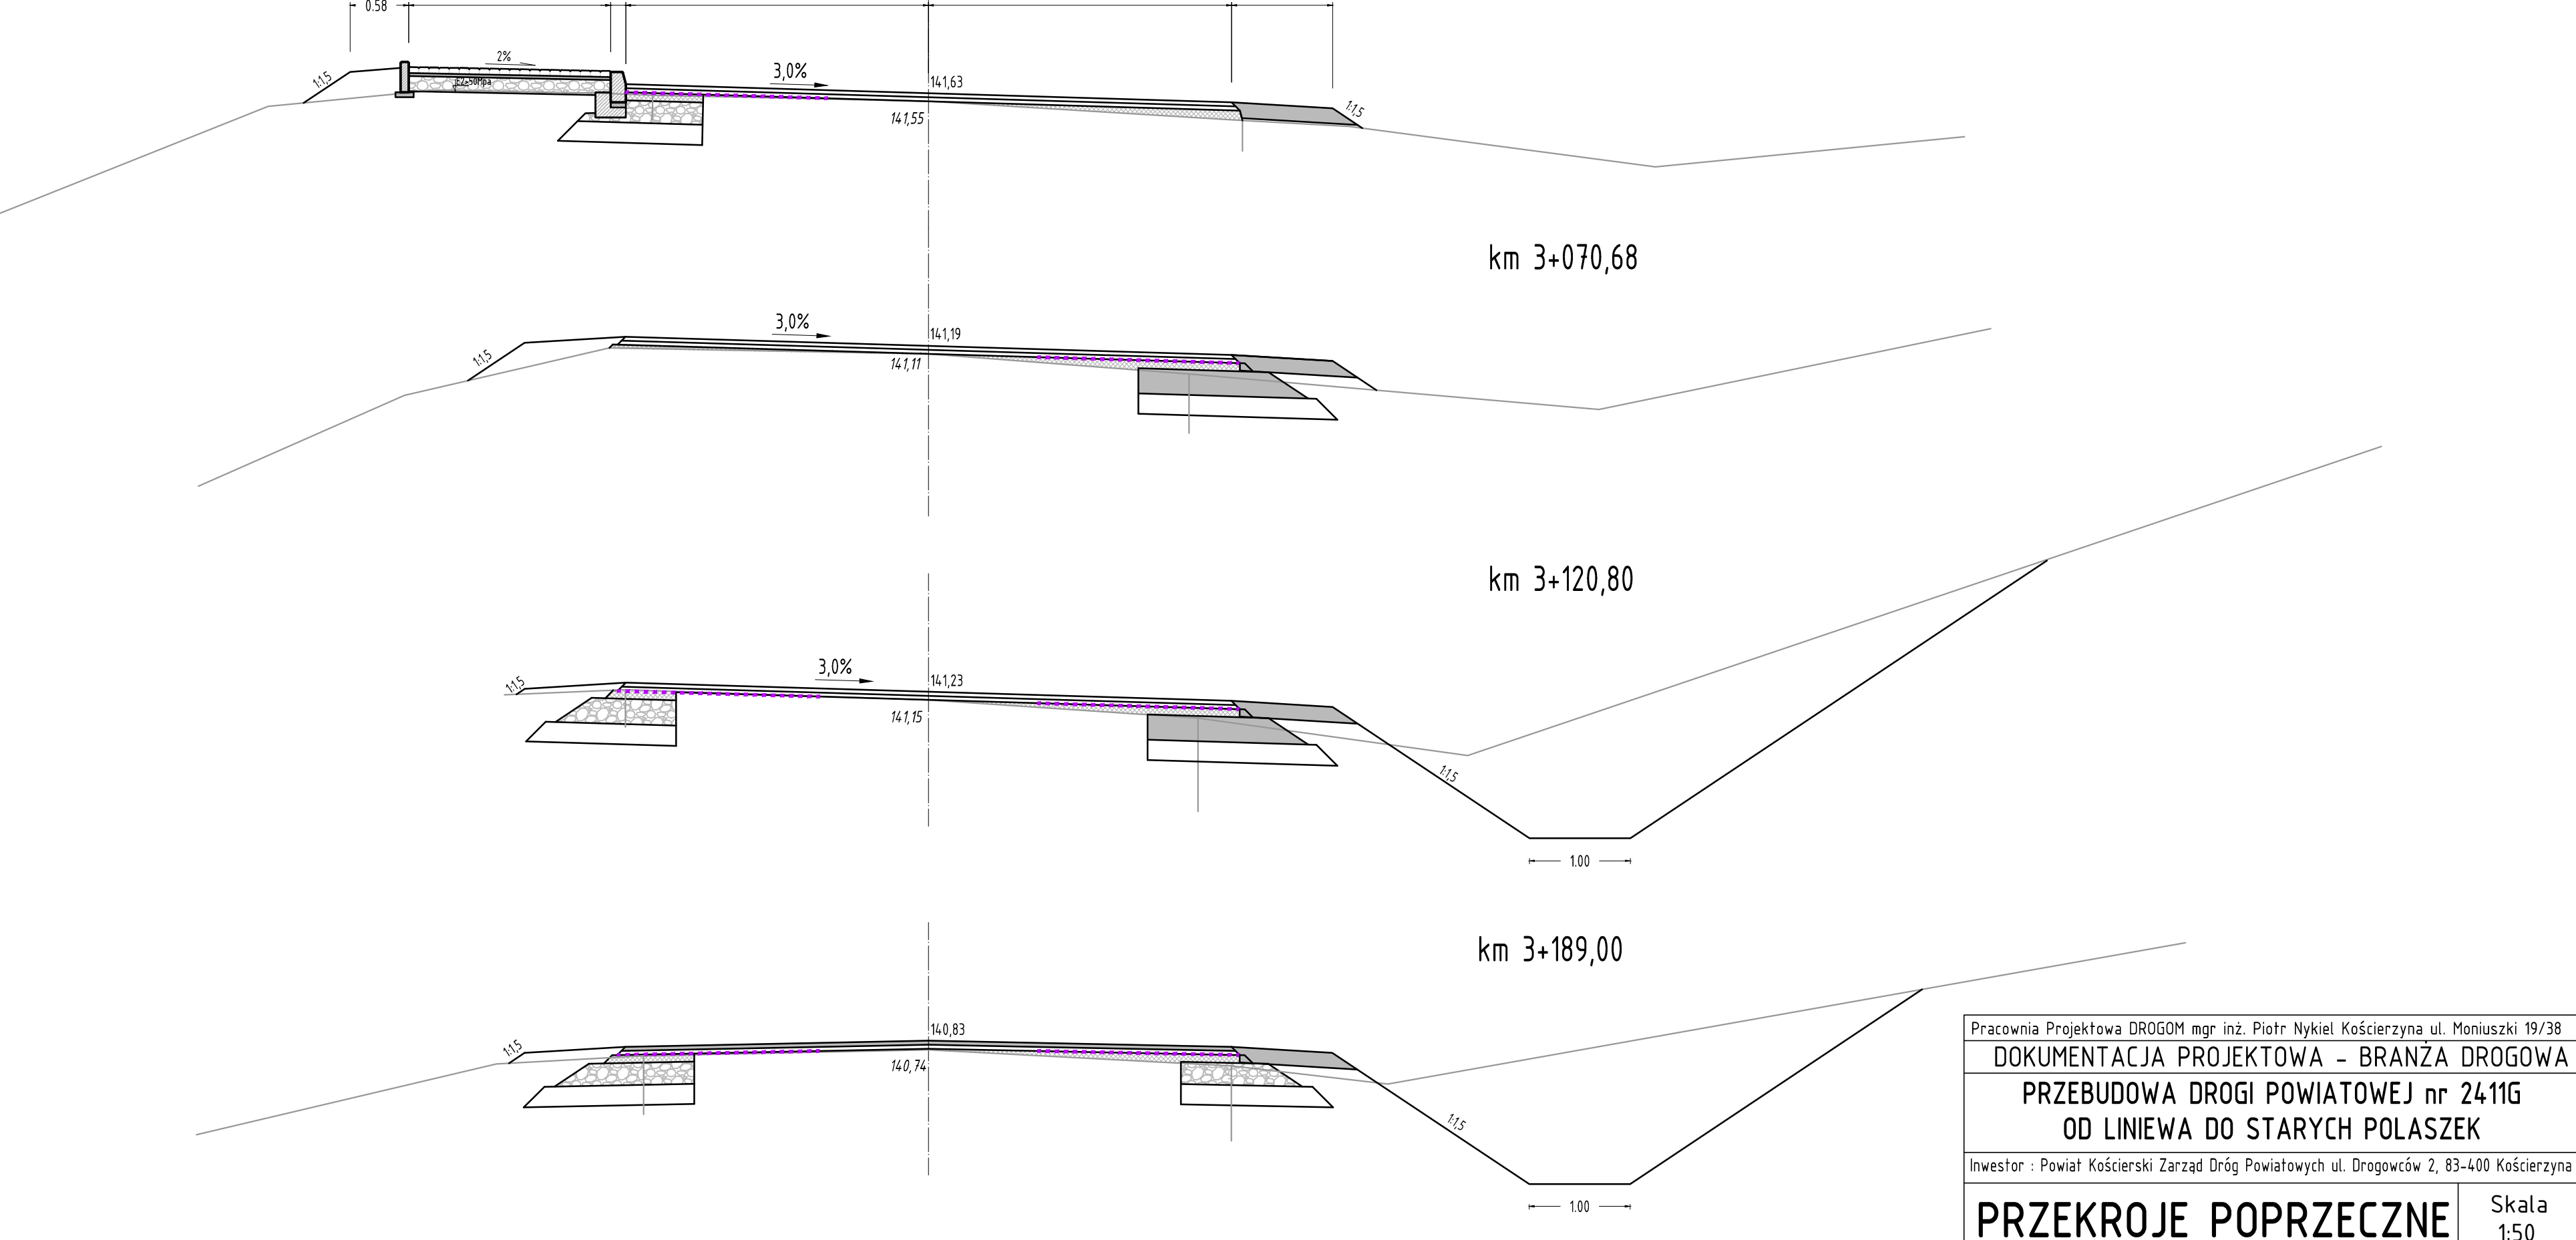 0.58
1:1,5
2%
E2≥50Mpa
3,0%
141,63
141,55
1:1,5
km 3+070,68
3,0%
141,19
141,11
1:1,5
km 3+120,80
3,0%
141,23
141,15
1:1,5
1:1,5
1.00
km 3+189,00
140,83
140,74
1:1,5
1:1,5
1.00
Pracownia Projektowa DROGOM mgr inż. Piotr Nykiel Kościerzyna ul. Moniuszki 19/38
DOKUMENTACJA PROJEKTOWA - BRANŻA DROGOWA
PRZEBUDOWA DROGI POWIATOWEJ nr 2411G
OD LINIEWA DO STARYCH POLASZEK
Inwestor : Powiat Kościerski Zarząd Dróg Powiatowych ul. Drogowców 2, 83-400 Kościerzyna
PRZEKROJE POPRZECZNE
Skala
1:50